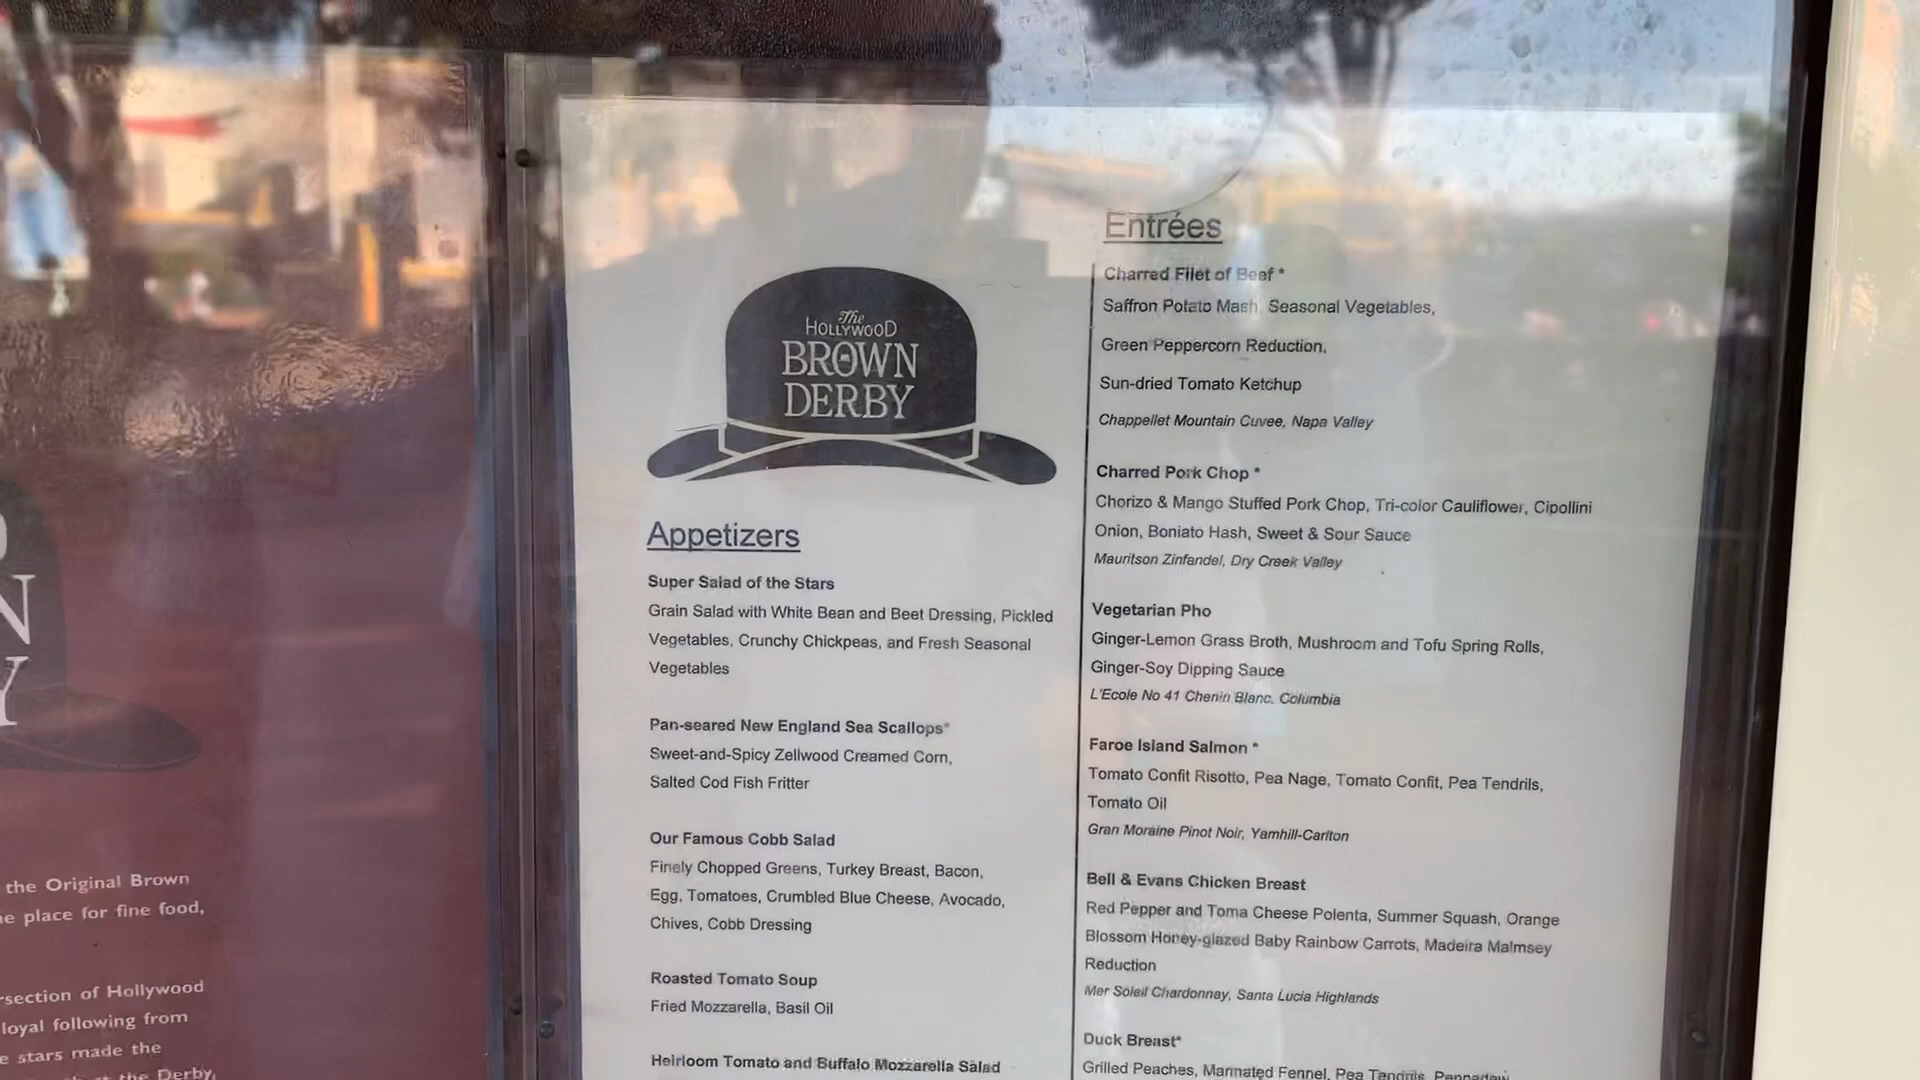 The
HOLLYWOOD
BROWN
DERBY
Appetizers
Super Salad of the Stars
Grain Salad with White Bean and Beet Dressing, Pickled
Vegetables, Crunchy Chickpeas, and Fresh Seasonal
Vegetables
Pan-seared New England Sea Scallops*
Sweet-and-Spicy Zellwood Creamed Corn,
Salted Cod Fish Fritter
Our Famous Cobb Salad
Finely Chopped Greens, Turkey Breast, Bacon,
Egg, Tomatoes, Crumbled Blue Cheese, Avocado,
Chives, Cobb Dressing
Roasted Tomato Soup
Fried Mozzarella, Basil Oil
Heirloom Tomato and Buffalo Mozzarella Salad
Entrées
Charred Filet of Beef *
Saffron Potato Mash, Seasonal Vegetables,
Green Peppercorn Reduction,
Sun-dried Tomato Ketchup
Chappellet Mountain Cuvee, Napa Valley
Charred Pork Chop *
Chorizo & Mango Stuffed Pork Chop, Tri-color Cauliflower, Cipollini
Onion, Boniato Hash, Sweet & Sour Sauce
Mauritson Zinfandel, Dry Creek Valley
Vegetarian Pho
Ginger-Lemon Grass Broth, Mushroom and Tofu Spring Rolls,
Ginger-Soy Dipping Sauce
L'Ecole No 41 Chenin Blanc, Columbia
Faroe Island Salmon *
Tomato Confit Risotto, Pea Nage, Tomato Confit, Pea Tendrils,
Tomato Oil
Gran Moraine Pinot Noir, Yamhill-Carlton
Bell & Evans Chicken Breast
Red Pepper and Toma Cheese Polenta, Summer Squash, Orange
Blossom Honey-glazed Baby Rainbow Carrots, Madeira Malmsey
Reduction
Mer Soleil Chardonnay, Santa Lucia Highlands
Duck Breast*
Grilled Peaches, Marinated Fennel, Pea Tendrils,
N
Y
the Original Brown
place for fine food,
of Hollywood
loyal following from
stars made the
the Derby,